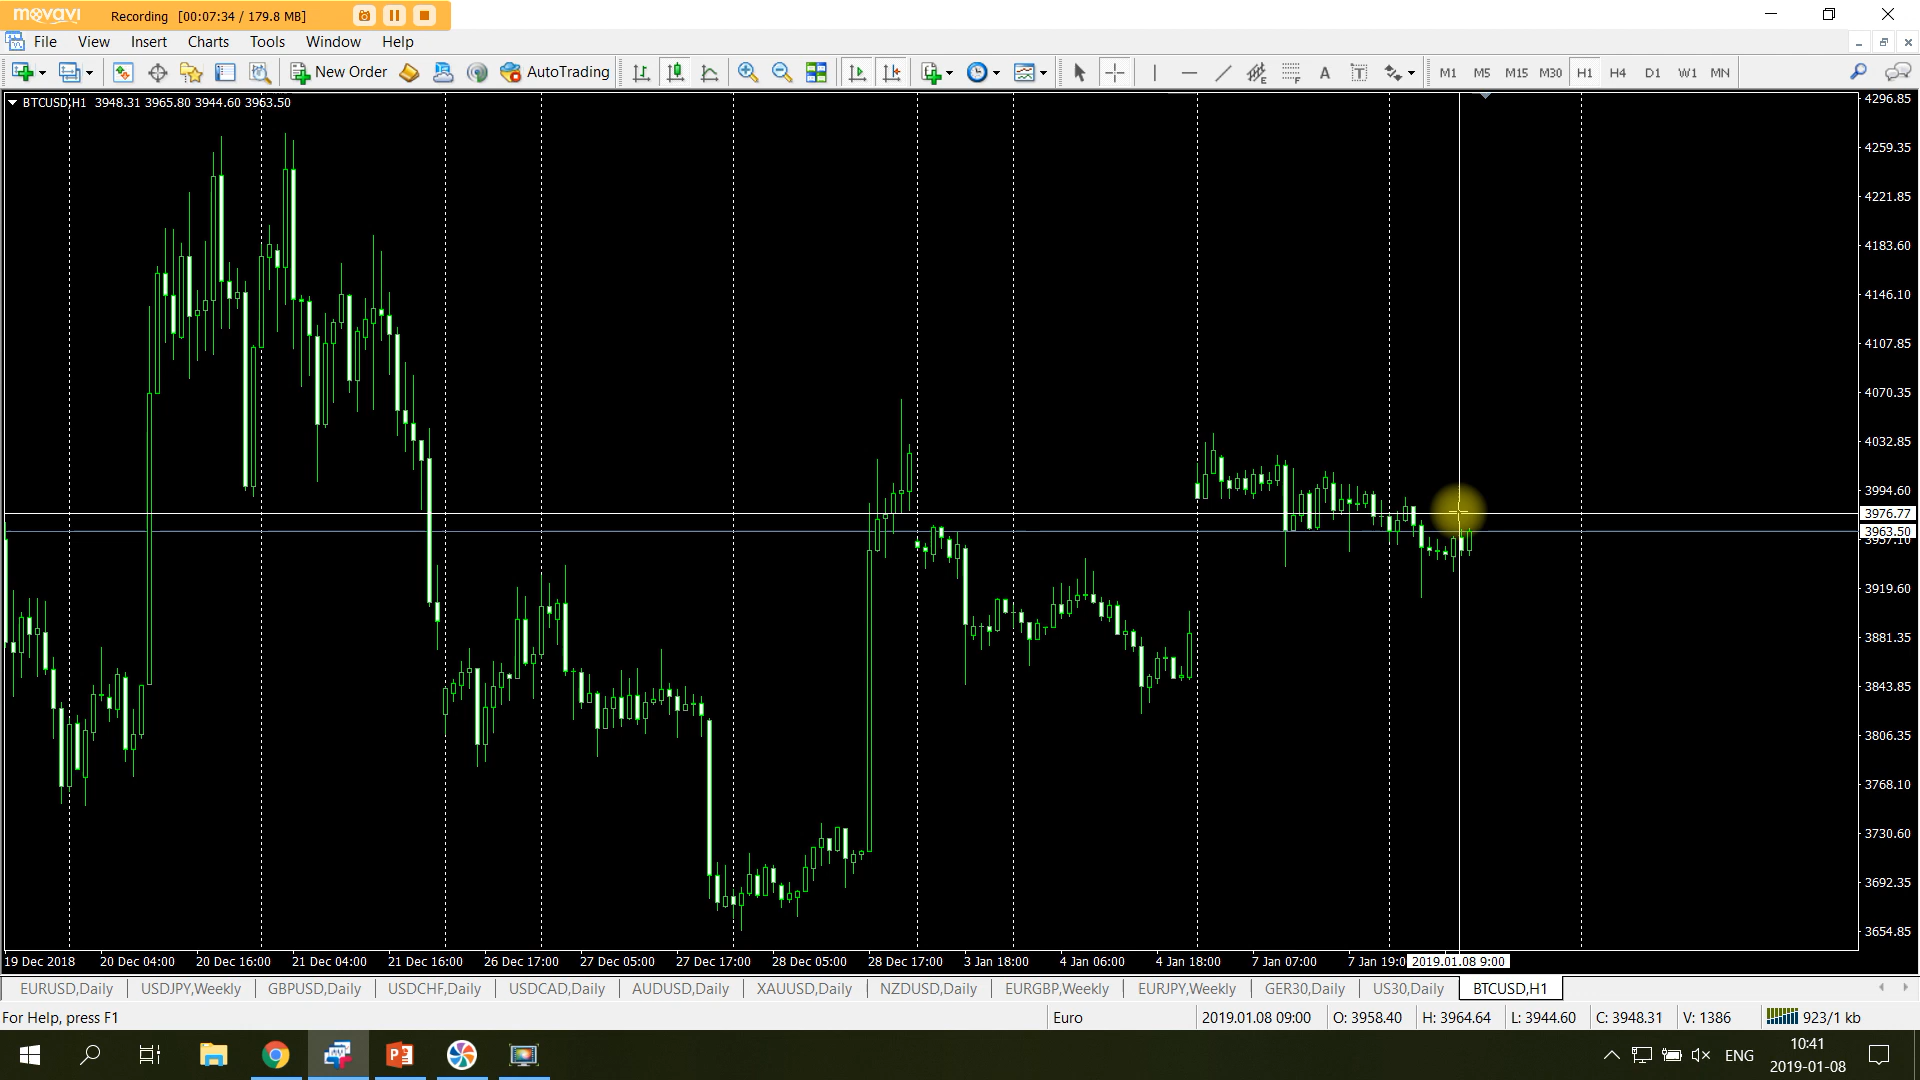 movavi Recording [00:07:34 / 179.8 MB]
File View Insert Charts Tools Window Help
New Order AutoTrading A T M1 M5 M15 M30 H1 H4 D1 W1 MN
BTCUSD,H1 3948.31 3965.80 3944.60 3963.50
4296.85
4259.35
4221.85
4183.60
4146.10
4107.85
4070.35
4032.85
3994.60
3976.77
3963.50
3957.10
3919.60
3881.35
3843.85
3806.35
3768.10
3730.60
3692.35
3654.85
19 Dec 2018 20 Dec 04:00 20 Dec 16:00 21 Dec 04:00 21 Dec 16:00 26 Dec 17:00 27 Dec 05:00 27 Dec 17:00 28 Dec 05:00 28 Dec 17:00 3 Jan 18:00 4 Jan 06:00 4 Jan 18:00 7 Jan 07:00 7 Jan 19:0 2019.01.08 9:00
EURUSD,Daily USDJPY,Weekly GBPUSD,Daily USDCHF,Daily USDCAD,Daily AUDUSD,Daily XAUUSD,Daily NZDUSD,Daily EURGBP,Weekly EURJPY,Weekly GER30,Daily US30,Daily BTCUSD,H1
For Help, press F1 Euro 2019.01.08 09:00 O: 3958.40 H: 3964.64 L: 3944.60 C: 3948.31 V: 1386 923/1 kb
P ENG 10:41
2019-01-08